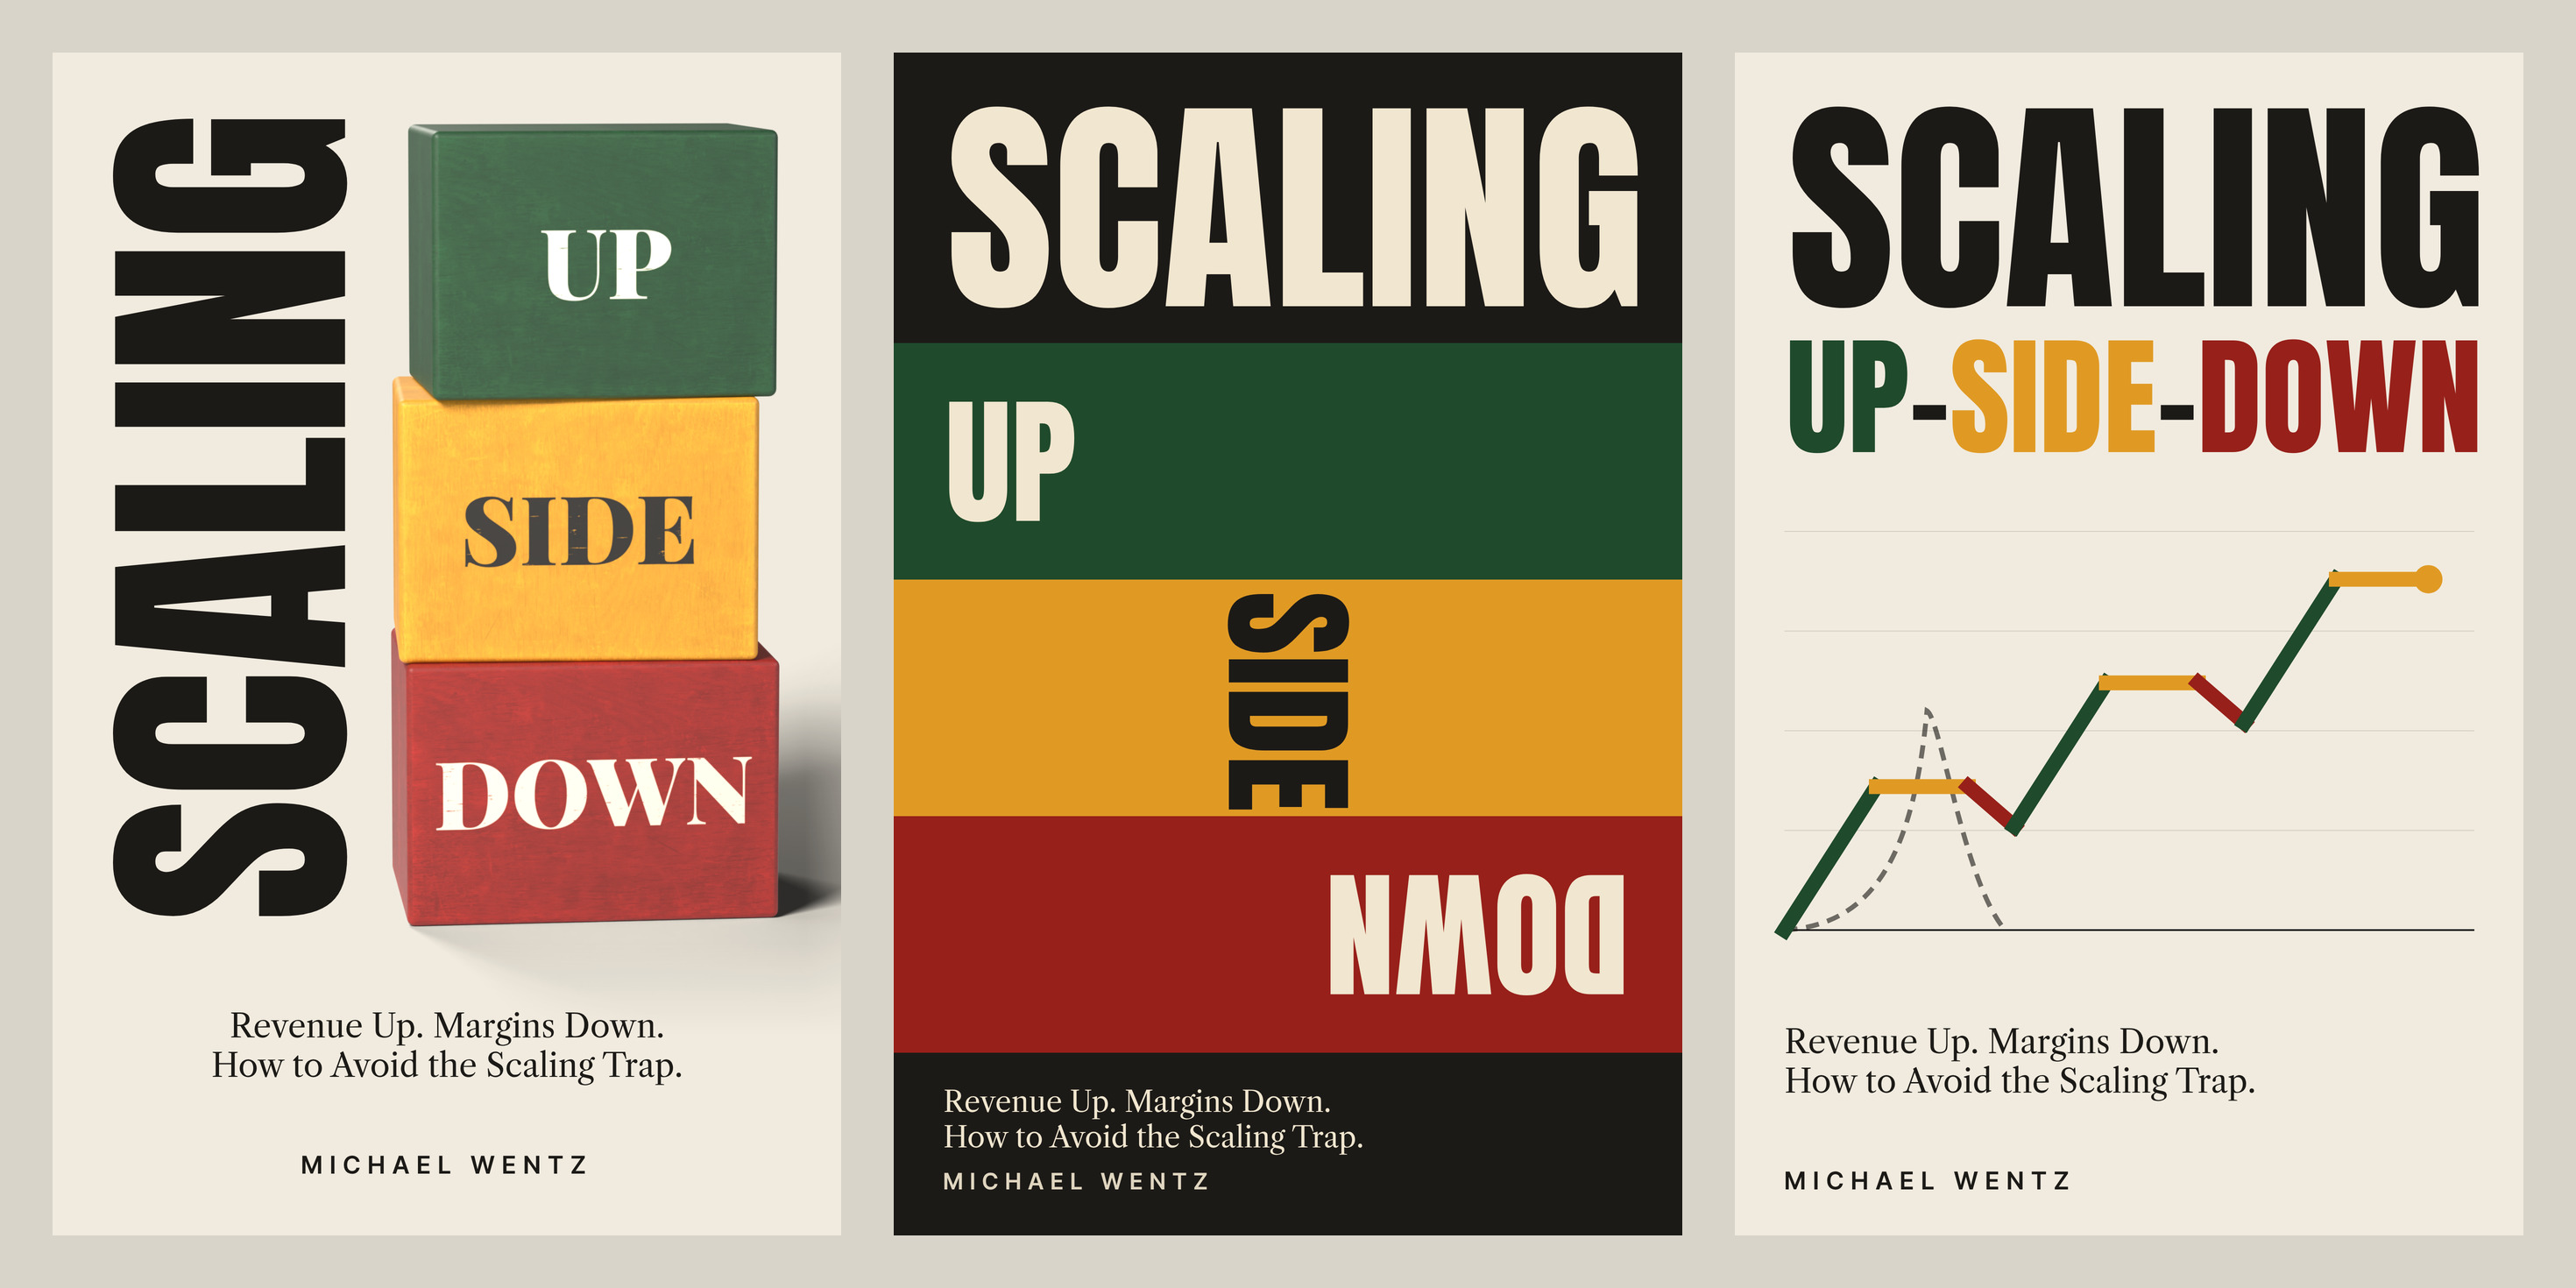 SCALING
UP
SIDE
DOWN
Revenue Up. Margins Down.
How to Avoid the Scaling Trap.
MICHAEL WENTZ
SCALING
UP
SIDE
DOWN
Revenue Up. Margins Down.
How to Avoid the Scaling Trap.
MICHAEL WENTZ
SCALING
UP-SIDE-DOWN
Revenue Up. Margins Down.
How to Avoid the Scaling Trap.
MICHAEL WENTZ